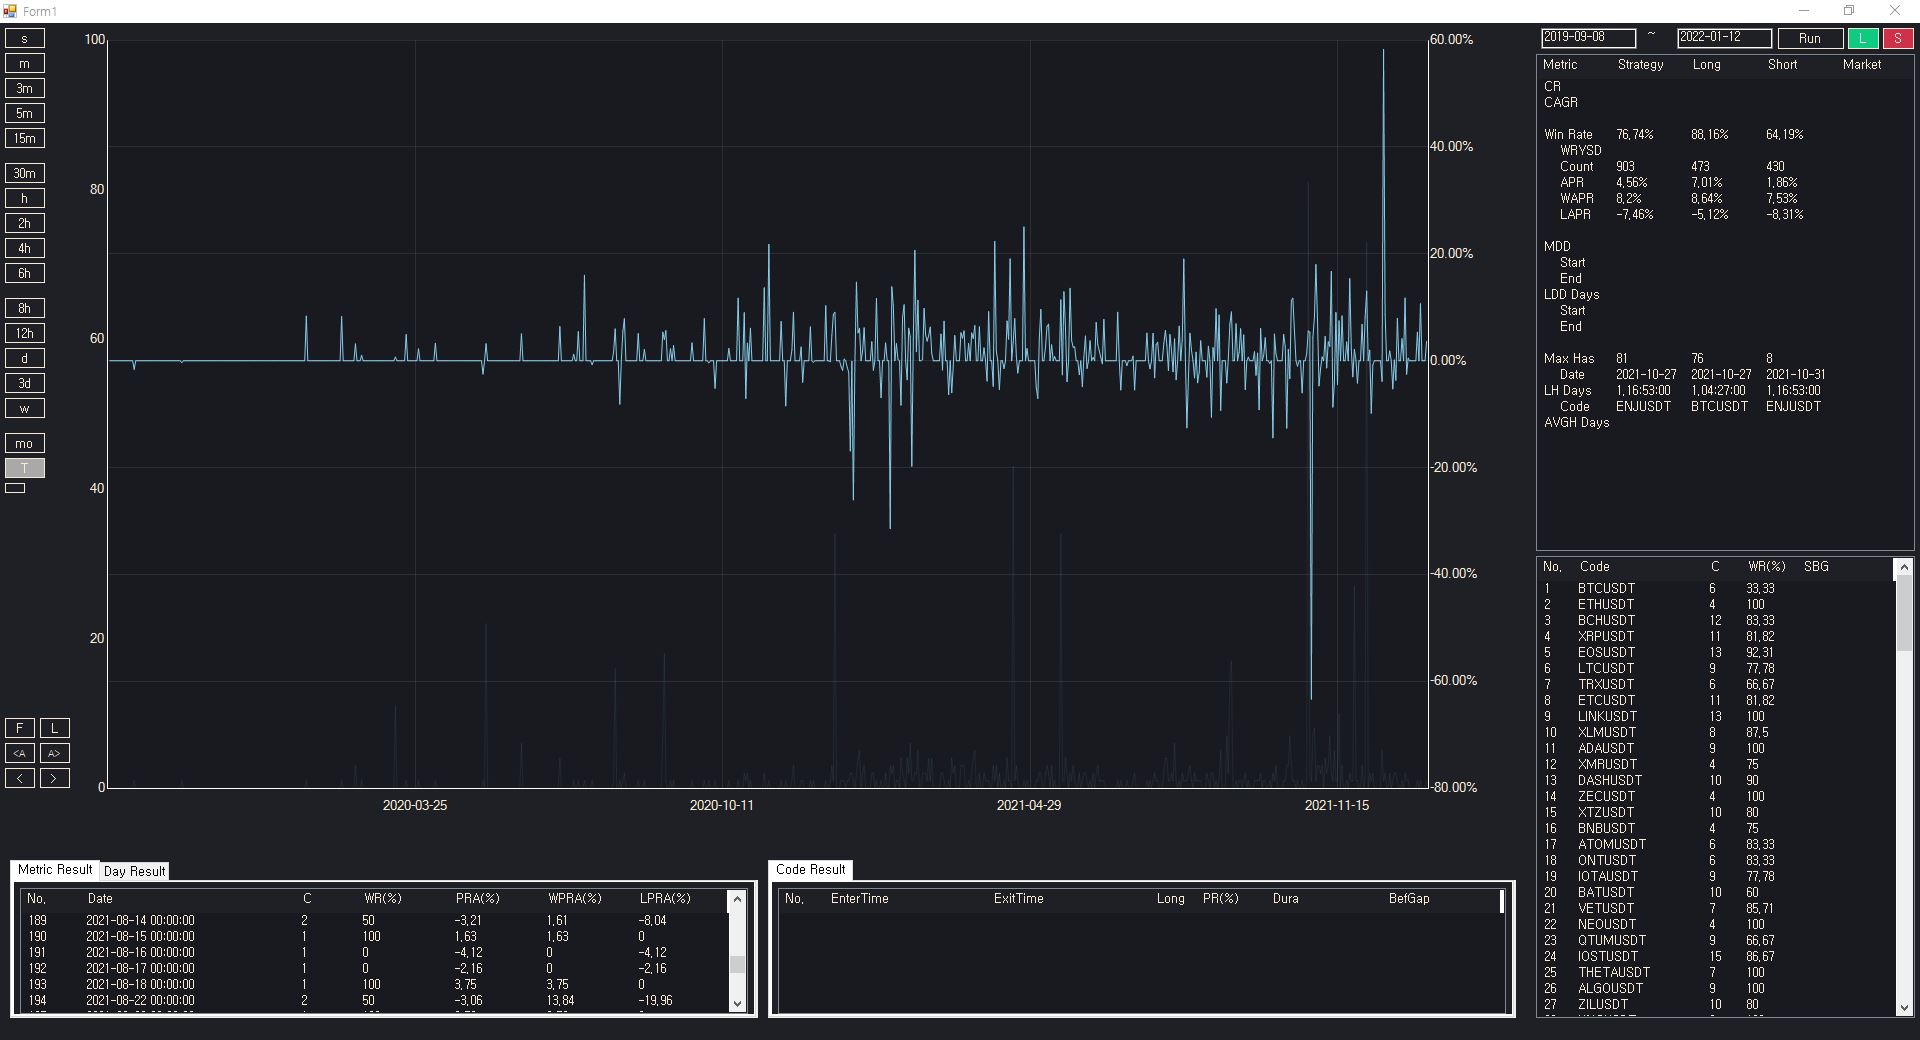 Form1
s
m
3m
5m
15m
30m
h
2h
4h
6h
8h
12h
d
3d
w
mo
T
F L
<A A>
< >
100
80
60
40
20
0
60.00%
40.00%
20.00%
0.00%
-20.00%
-40.00%
-60.00%
-80.00%
2020-03-25 2020-10-11 2021-04-29 2021-11-15
2019-09-08 ~ 2022-01-12 Run L S
Metric Strategy Long Short Market
CR
CAGR
Win Rate 76,74% 88,16% 64,19%
WRYSD
Count 903 473 430
APR 4,56% 7,01% 1,86%
WAPR 8,2% 8,64% 7,53%
LAPR -7,46% -5,12% -8,31%
MDD
Start
End
LDD Days
Start
End
Max Has 81 76 8
Date 2021-10-27 2021-10-27 2021-10-31
LH Days 1,16:53:00 1,04:27:00 1,16:53:00
Code ENJUSDT BTCUSDT ENJUSDT
AVGH Days
No, Code C WR(%) SBG
1 BTCUSDT 6 33,33
2 ETHUSDT 4 100
3 BCHUSDT 12 83,33
4 XRPUSDT 11 81,82
5 EOSUSDT 13 92,31
6 LTCUSDT 9 77,78
7 TRXUSDT 6 66,67
8 ETCUSDT 11 81,82
9 LINKUSDT 13 100
10 XLMUSDT 8 87,5
11 ADAUSDT 9 100
12 XMRUSDT 4 75
13 DASHUSDT 10 90
14 ZECUSDT 4 100
15 XTZUSDT 10 80
16 BNBUSDT 4 75
17 ATOMUSDT 6 83,33
18 ONTUSDT 6 83,33
19 IOTAUSDT 9 77,78
20 BATUSDT 10 60
21 VETUSDT 7 85,71
22 NEOUSDT 4 100
23 QTUMUSDT 9 66,67
24 IOSTUSDT 15 86,67
25 THETAUSDT 7 100
26 ALGOUSDT 9 100
27 ZILUSDT 10 80
Metric Result Day Result
No, Date C WR(%) PRA(%) WPRA(%) LPRA(%)
189 2021-08-14 00:00:00 2 50 -3,21 1,61 -8,04
190 2021-08-15 00:00:00 1 100 1,63 1,63 0
191 2021-08-16 00:00:00 1 0 -4,12 0 -4,12
192 2021-08-17 00:00:00 1 0 -2,16 0 -2,16
193 2021-08-18 00:00:00 1 100 3,75 3,75 0
194 2021-08-22 00:00:00 2 50 -3,06 13,84 -19,96
Code Result
No, EnterTime ExitTime Long PR(%) Dura BefGap